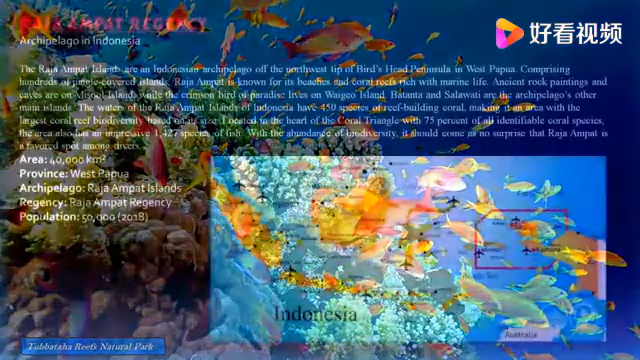 RAJA AMPAT REGENCY
好看视频
Archipelago in Indonesia
The Raja Ampat Islands are an Indonesian archipelago off the northwest tip of Bird's Head Peninsula in West Papua. Comprising
hundreds of jungle-covered islands, Raja Ampat is known for its beaches and coral reefs rich with marine life. Ancient rock paintings and
caves are on Misool Island, while the crimson bird of paradise lives on Waigeo Island. Batanta and Salawati are the archipelago's other
main islands. The waters of the Raja Ampat Islands of Indonesia have 450 species of reef-building coral, making it an area with the
largest coral reef biodiversity based on its size. Located in the heart of the Coral Triangle with 75 percent of all identifiable coral species,
the area also has an impressive 1,427 species of fish. With the abundance of biodiversity, it should come as no surprise that Raja Ampat is
a favored spot among divers.
Area: 40,000 km²
Province: West Papua
Archipelago: Raja Ampat Islands
Regency: Raja Ampat Regency
Population: 50,000 (2018)
Indonesia
Australia
Tubbataha Reefs Natural Park